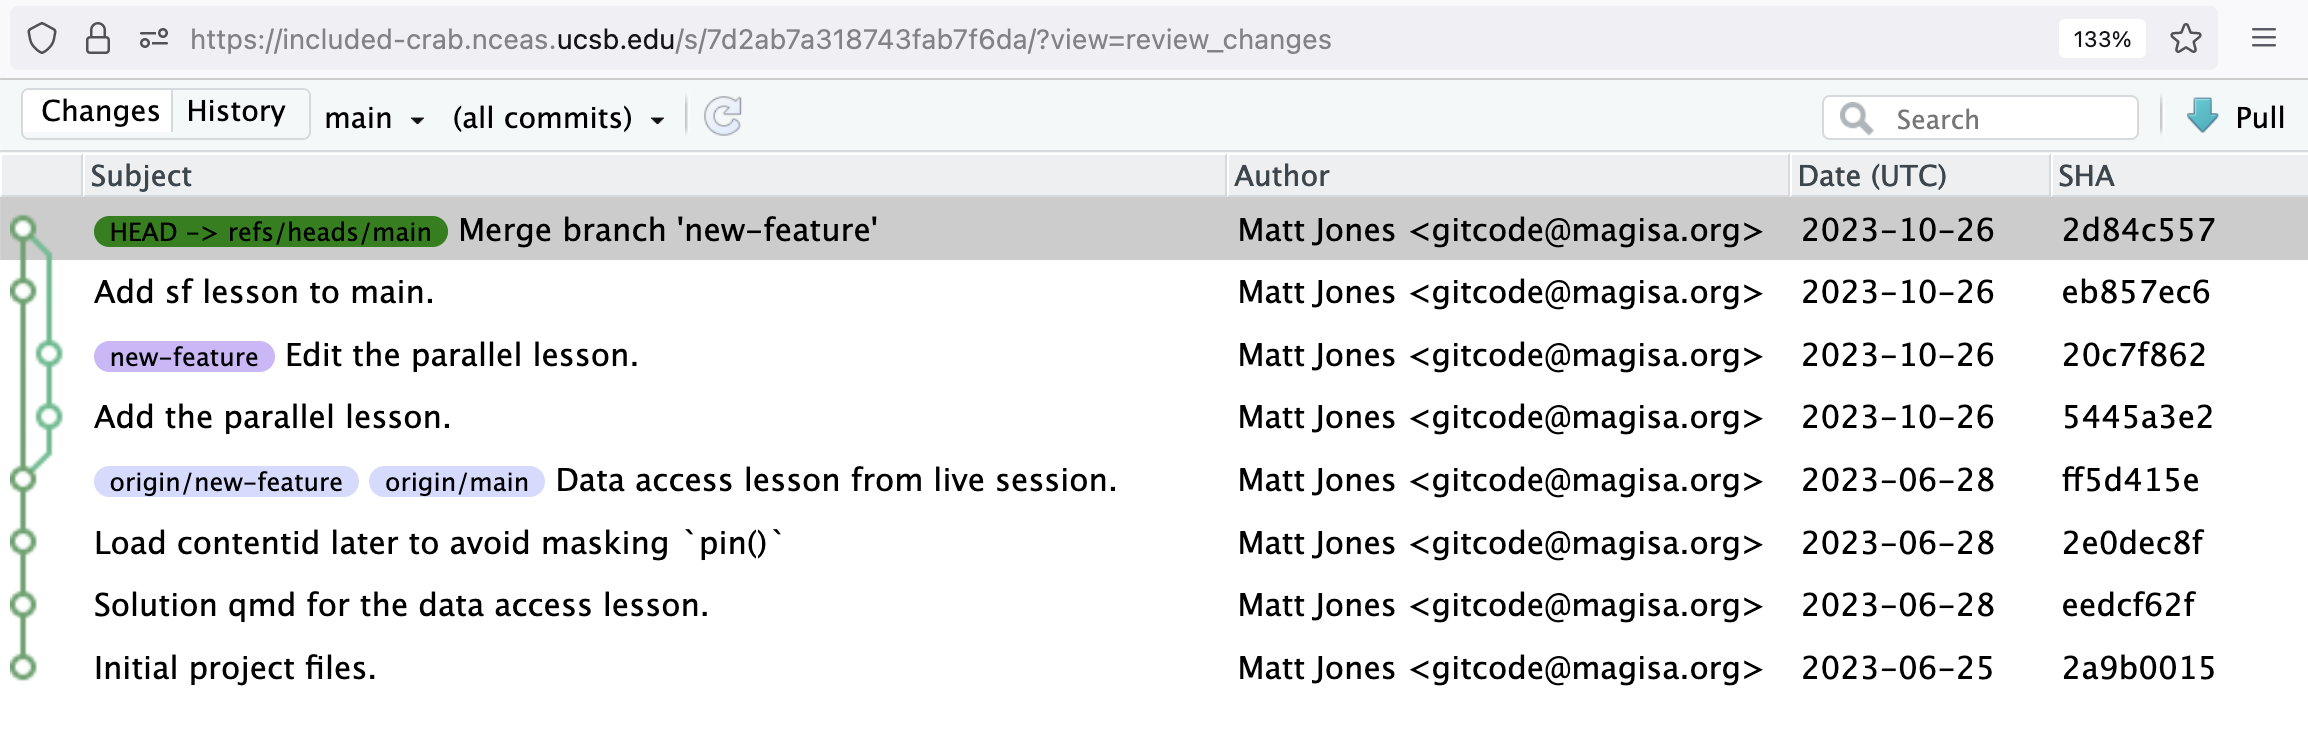 https://included-crab.nceas.ucsb.edu/s/7d2ab7a318743fab7f6da/?view=review_changes 133%
Changes History main (all commits) Search Pull
Subject Author Date (UTC) SHA
HEAD -> refs/heads/main Merge branch 'new-feature' Matt Jones <gitcode@magisa.org> 2023-10-26 2d84c557
Add sf lesson to main. Matt Jones <gitcode@magisa.org> 2023-10-26 eb857ec6
new-feature Edit the parallel lesson. Matt Jones <gitcode@magisa.org> 2023-10-26 20c7f862
Add the parallel lesson. Matt Jones <gitcode@magisa.org> 2023-10-26 5445a3e2
origin/new-feature origin/main Data access lesson from live session. Matt Jones <gitcode@magisa.org> 2023-06-28 ff5d415e
Load contentid later to avoid masking `pin()` Matt Jones <gitcode@magisa.org> 2023-06-28 2e0dec8f
Solution qmd for the data access lesson. Matt Jones <gitcode@magisa.org> 2023-06-28 eedcf62f
Initial project files. Matt Jones <gitcode@magisa.org> 2023-06-25 2a9b0015